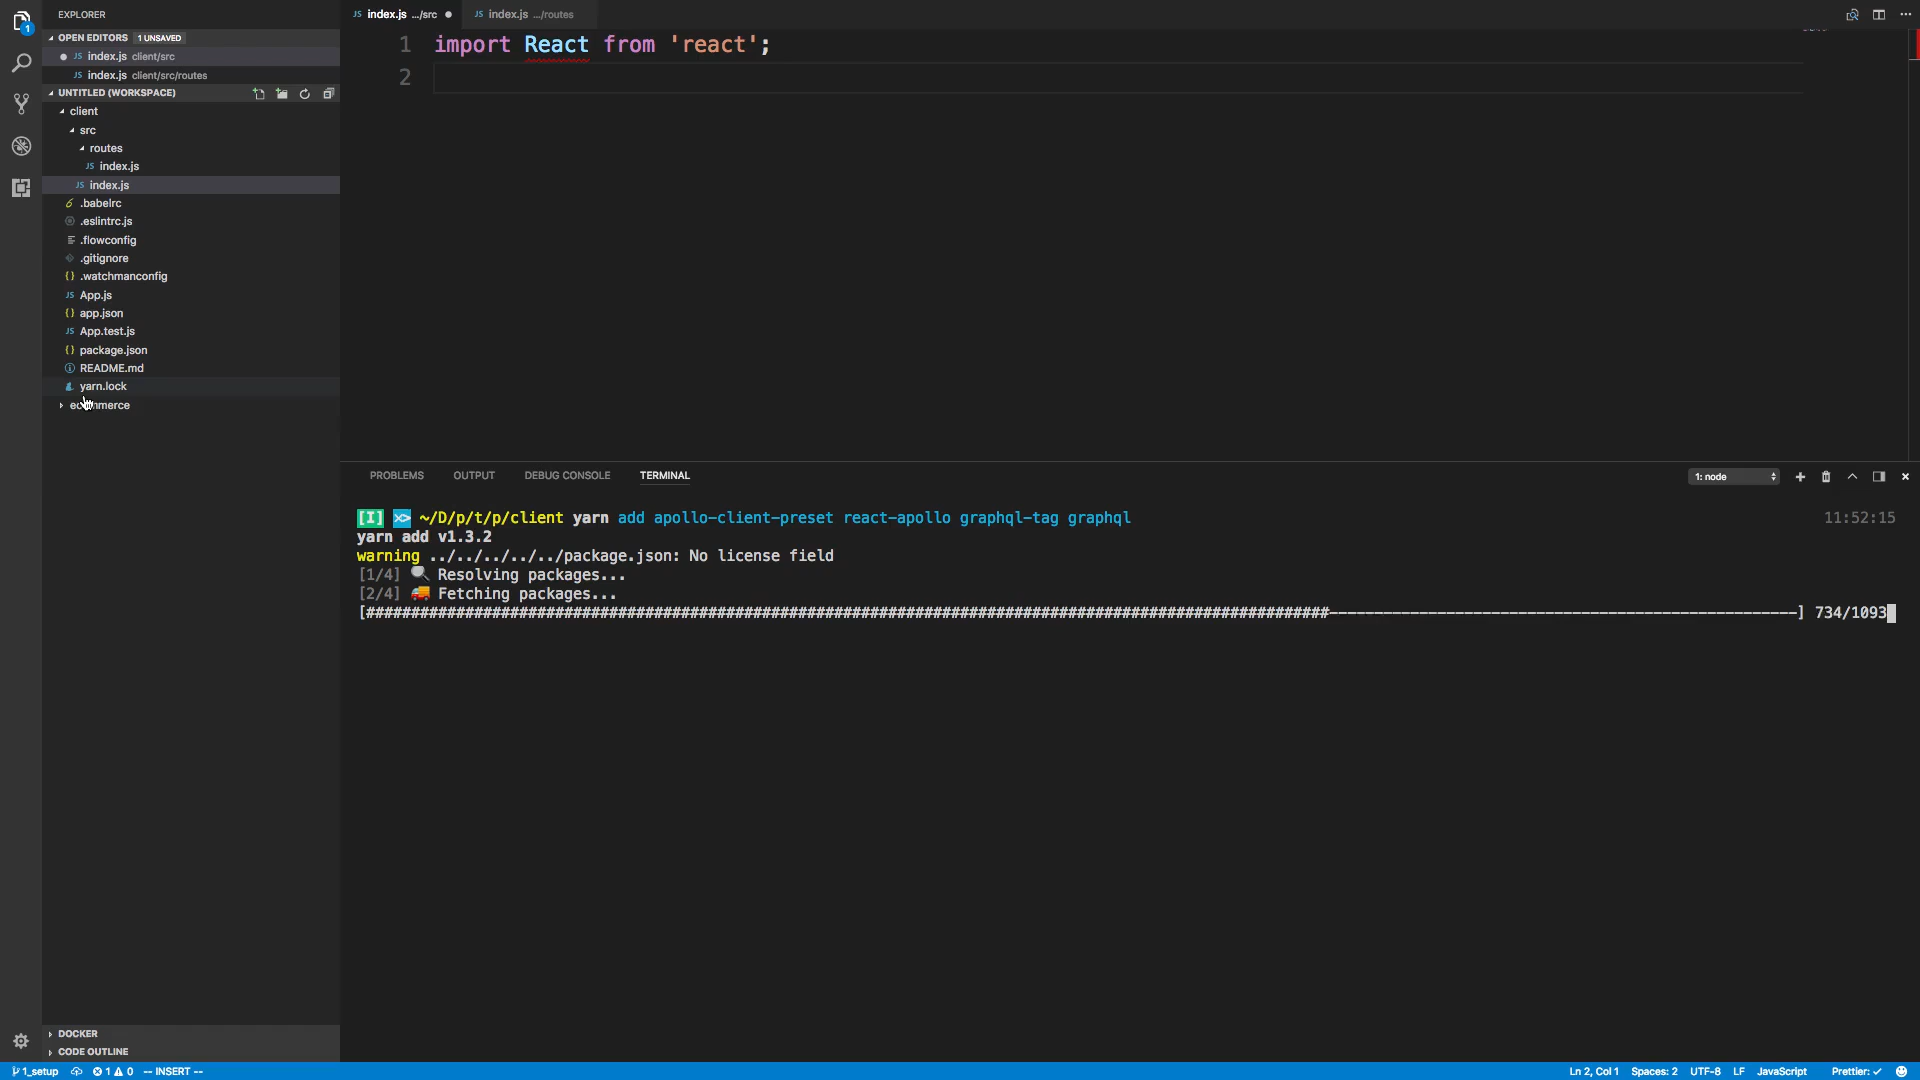 1
EXPLORER
OPEN EDITORS 1 UNSAVED
JS index.js client/src
JS index.js client/src/routes
UNTITLED (WORKSPACE)
client
src
routes
JS index.js
JS index.js
.babelrc
.eslintrc.js
.flowconfig
.gitignore
{} .watchmanconfig
JS App.js
{} app.json
JS App.test.js
{} package.json
README.md
yarn.lock
DOCKER
CODE OUTLINE
JS index.js .../src
JS index.js .../routes
1 import React from 'react';
2
PROBLEMS OUTPUT DEBUG CONSOLE TERMINAL
1: node
[I] ~/D/p/t/p/client yarn add apollo-client-preset react-apollo graphql-tag graphql 11:52:15
yarn add v1.3.2
warning ../../../../../package.json: No license field
[1/4] 🔍 Resolving packages...
[2/4] 🚚 Fetching packages...
[###########################################################################################################----------------------------------------------------] 734/1093
1_setup 1 0 -- INSERT --
Ln 2, Col 1 Spaces: 2 UTF-8 LF JavaScript Prettier: ✓